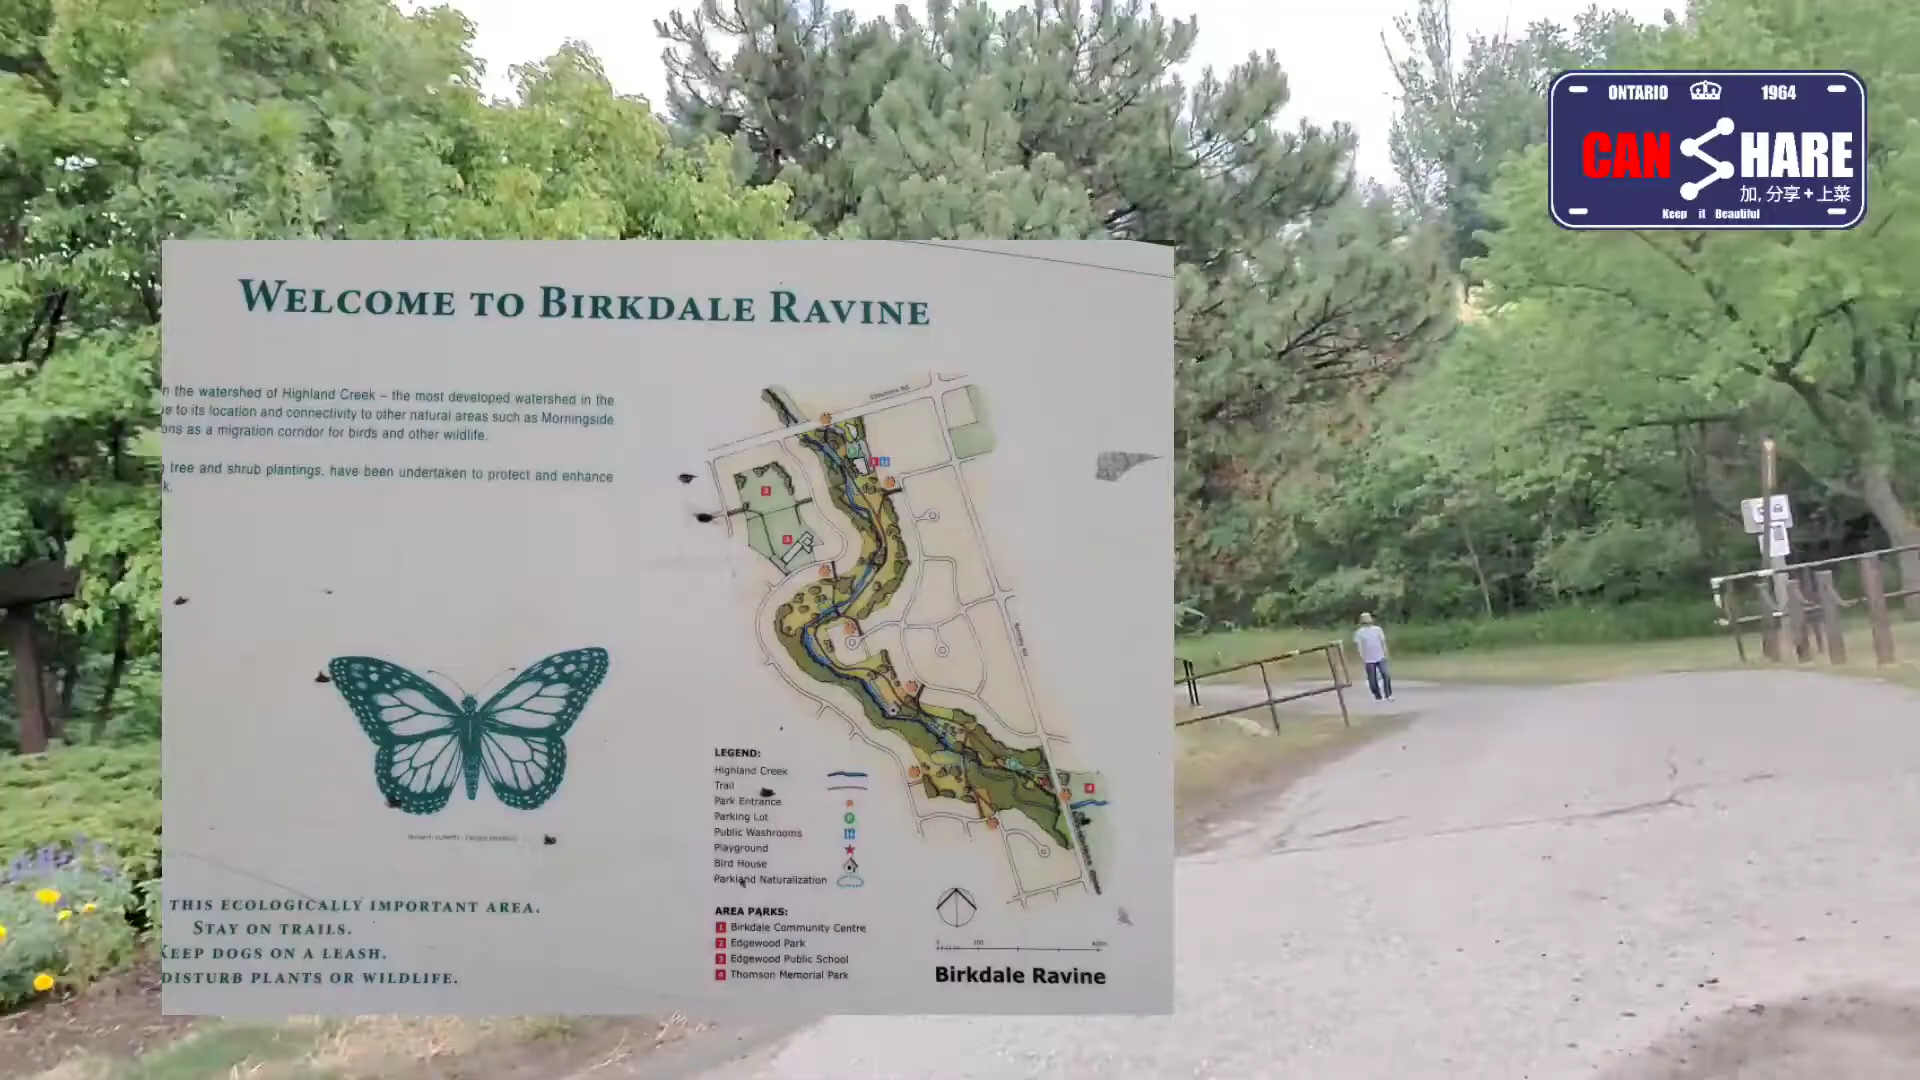 ONTARIO 1964
CAN SHARE
加, 分享+上菜
Keep it Beautiful
WELCOME TO BIRKDALE RAVINE
n the watershed of Highland Creek – the most developed watershed in the
e to its location and connectivity to other natural areas such as Morningside
ons as a migration corridor for birds and other wildlife.
tree and shrub plantings, have been undertaken to protect and enhance
k.
THIS ECOLOGICALLY IMPORTANT AREA.
STAY ON TRAILS.
KEEP DOGS ON A LEASH.
DISTURB PLANTS OR WILDLIFE.
LEGEND:
Highland Creek
Trail
Park Entrance
Parking Lot
Public Washrooms
Playground
Bird House
Parkland Naturalization
AREA PARKS:
1 Birkdale Community Centre
2 Edgewood Park
3 Edgewood Public School
4 Thomson Memorial Park
Birkdale Ravine